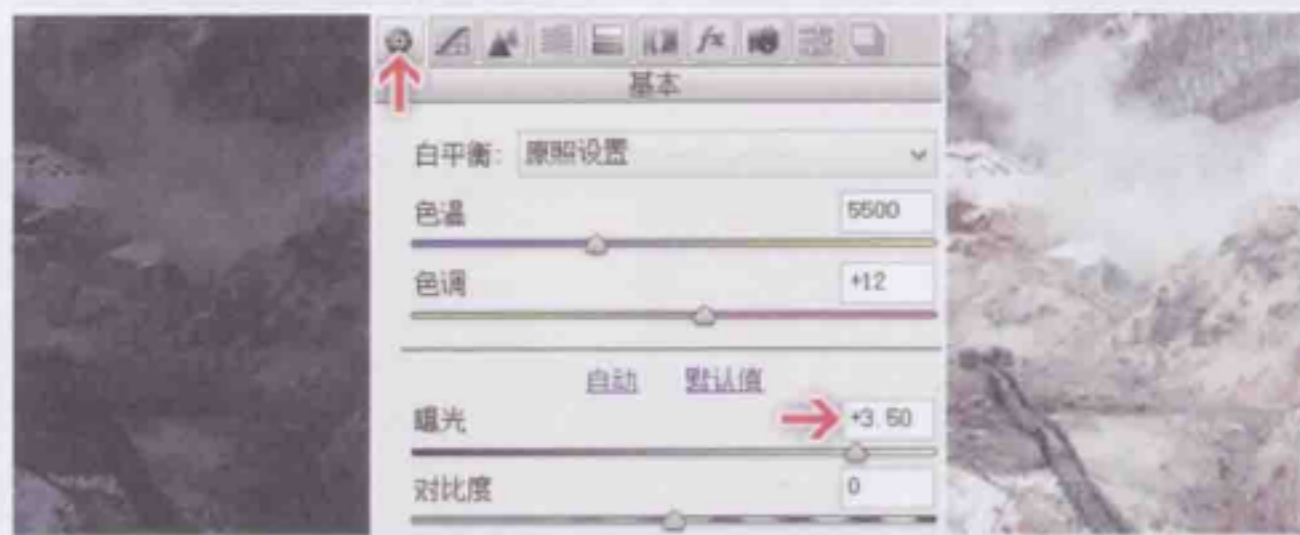 fx
基本
白平衡: 原照设置
色温 5500
色调 +12
自动 默认值
曝光 +3.50
对比度 0